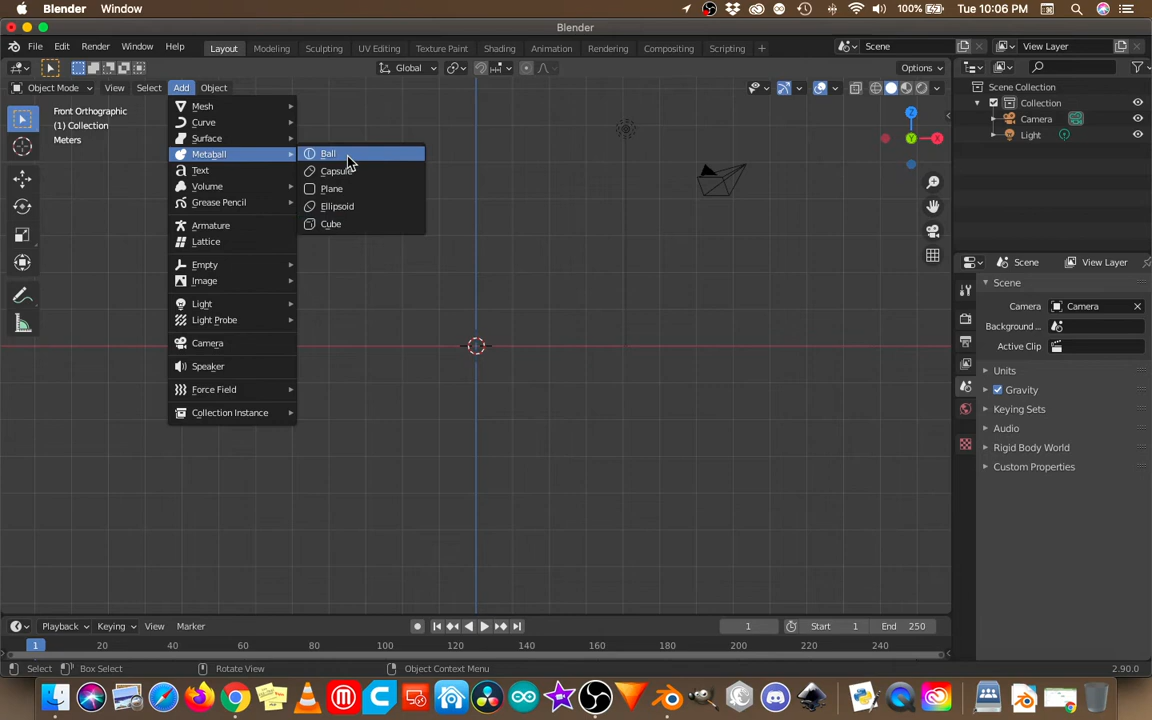 Blender Window 100% Tue 10:06 PM
Blender
File Edit Render Window Help Layout Modeling Sculpting UV Editing Texture Paint Shading Animation Rendering Compositing Scripting + Scene View Layer
Global Options
Object Mode View Select Add Object
Front Orthographic
(1) Collection
Meters
Mesh
Curve
Surface
Metaball
Text
Volume
Grease Pencil
Armature
Lattice
Empty
Image
Light
Light Probe
Camera
Speaker
Force Field
Collection Instance
Ball
Capsule
Plane
Ellipsoid
Cube
Z
Y
X
Scene Collection
Collection
Camera
Light
Scene View Layer
Scene
Camera Camera
Background ...
Active Clip
Units
Gravity
Keying Sets
Audio
Rigid Body World
Custom Properties
Playback Keying View Marker 1 Start 1 End 250
1 20 40 60 80 100 120 140 160 180 200 220 240
Select Box Select Rotate View Object Context Menu 2.90.0